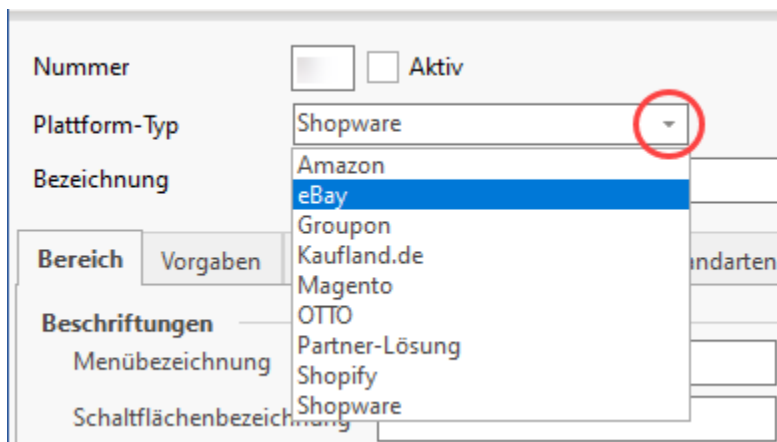 Nummer Aktiv
Plattform-Typ Shopware
Amazon
Bezeichnung
eBay
Groupon
Bereich Vorgaben Kaufland.de
Magento
Beschriftungen OTTO
Menübezeichnung Partner-Lösung
Shopify
Shopware